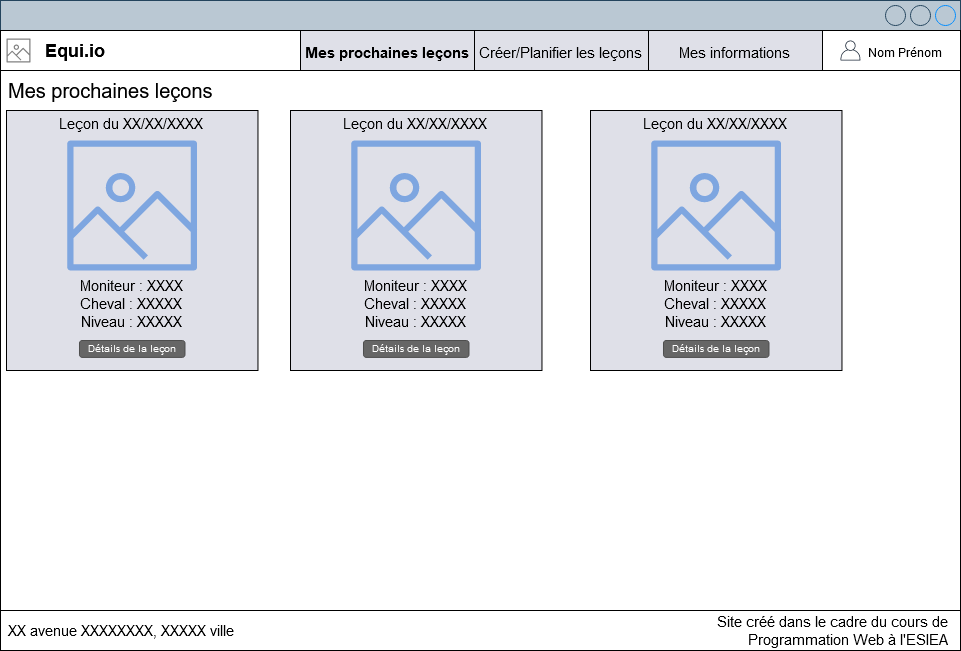 Equi.io
Mes prochaines leçons
Créer/Planifier les leçons
Mes informations
Nom Prénom
Mes prochaines leçons
Leçon du XX/XX/XXXX
Moniteur : XXXX
Cheval : XXXXX
Niveau : XXXXX
Détails de la leçon
Leçon du XX/XX/XXXX
Moniteur : XXXX
Cheval : XXXXX
Niveau : XXXXX
Détails de la leçon
Leçon du XX/XX/XXXX
Moniteur : XXXX
Cheval : XXXXX
Niveau : XXXXX
Détails de la leçon
XX avenue XXXXXXXX, XXXXX ville
Site créé dans le cadre du cours de
Programmation Web à l'ESIEA